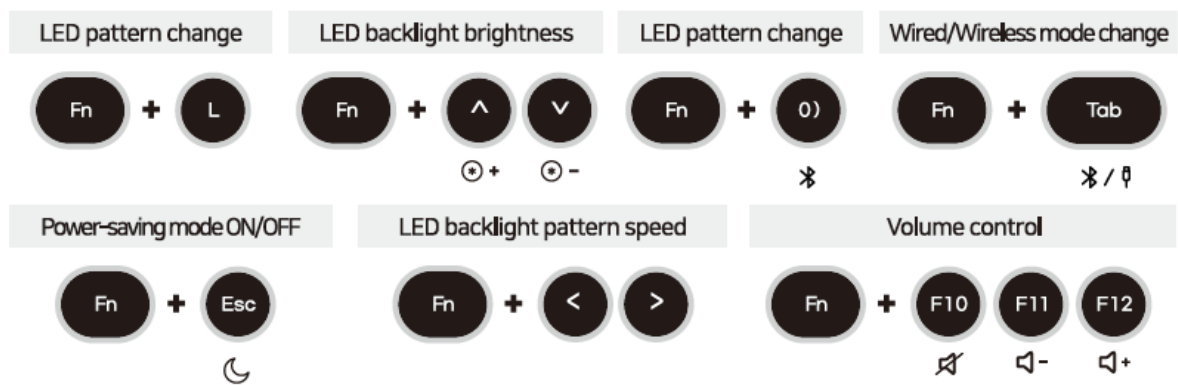 LED pattern change
LED backlight brightness
LED pattern change
Wired/Wireless mode change
Fn + L
Fn + ^ v
Fn + 0)
Fn + Tab
+ -
/
Power-saving mode ON/OFF
LED backlight pattern speed
Volume control
Fn + Esc
Fn + < >
Fn + F10 F11 F12
- +